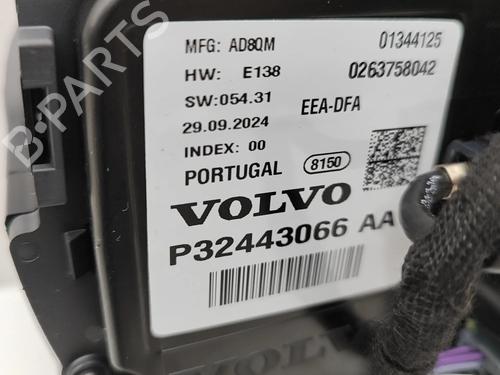 MFG: AD8QM 01344125
HW: E138 0263758042
SW:054.31 EEA-DFA
29.09.2024
INDEX: 00
PORTUGAL 8150
VOLVO
P32443066 AA
VOLVO
B-PARTS